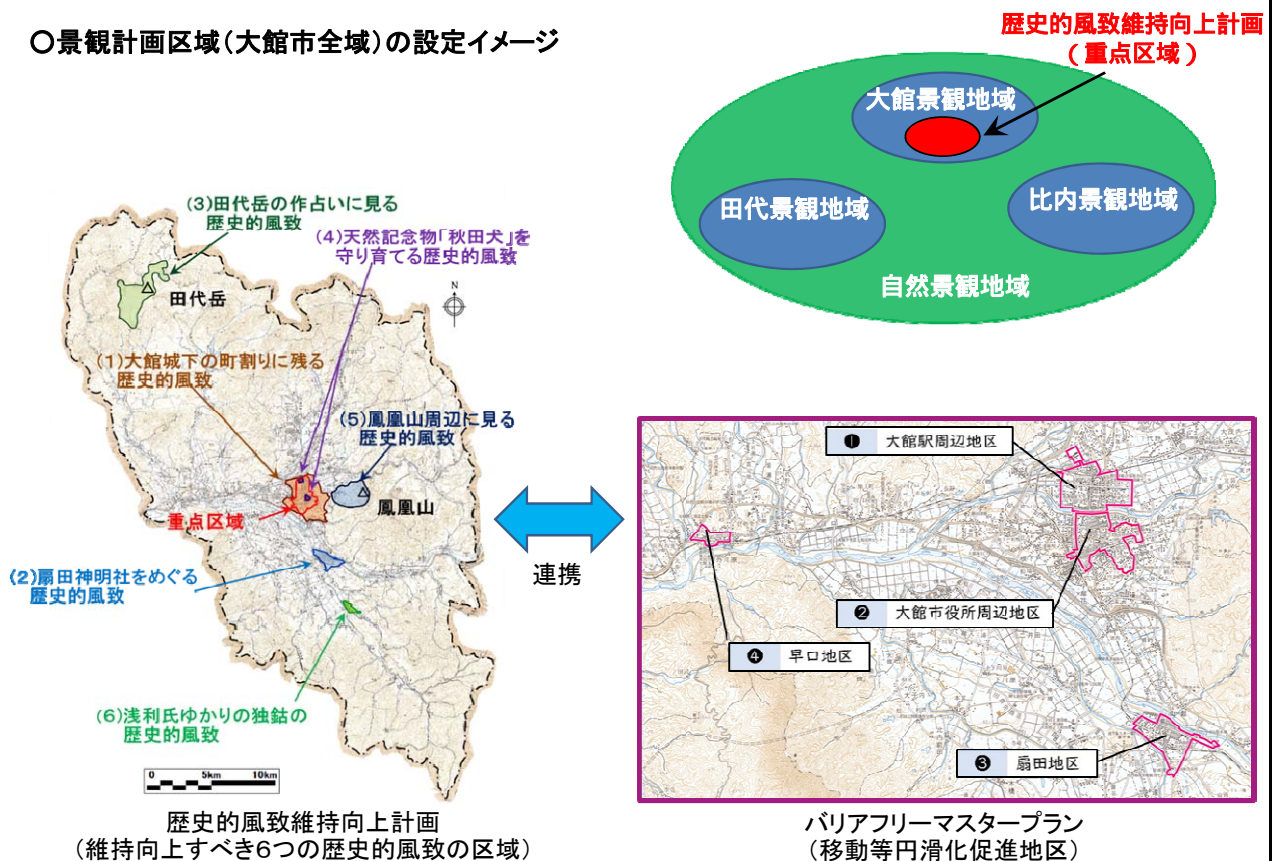 〇景観計画区域（大館市全域）の設定イメージ
歴史的風致維持向上計画
（重点区域）
大館景観地域
田代景観地域
比内景観地域
自然景観地域
(3)田代岳の作占いに見る
歴史的風致
(4)天然記念物「秋田犬」を
守り育てる歴史的風致
田代岳
N
(1)大館城下の町割りに残る
歴史的風致
(5)鳳凰山周辺に見る
歴史的風致
鳳凰山
重点区域
(2)扇田神明社をめぐる
歴史的風致
(6)浅利氏ゆかりの独鈷の
歴史的風致
0 5km 10km
歴史的風致維持向上計画
（維持向上すべき6つの歴史的風致の区域）
連携
❶ 大館駅周辺地区
❷ 大館市役所周辺地区
❹ 早口地区
❸ 扇田地区
バリアフリーマスタープラン
（移動等円滑化促進地区）